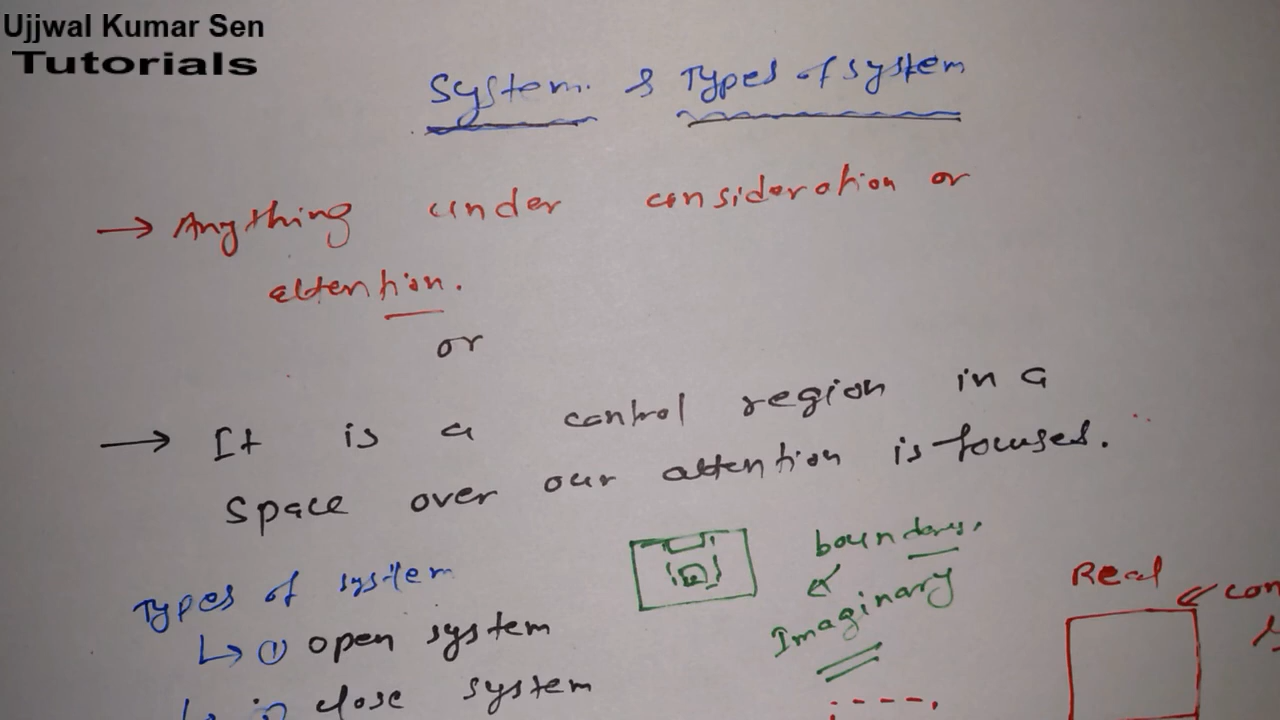 Ujjwal Kumar Sen
Tutorials
System. & Types of system
→ Anything under consideration or
attention.
or
→ It is a control region in a
Space over our attention is focuses.
boundary.
Imaginary
Real
Types of system
① open system
close system